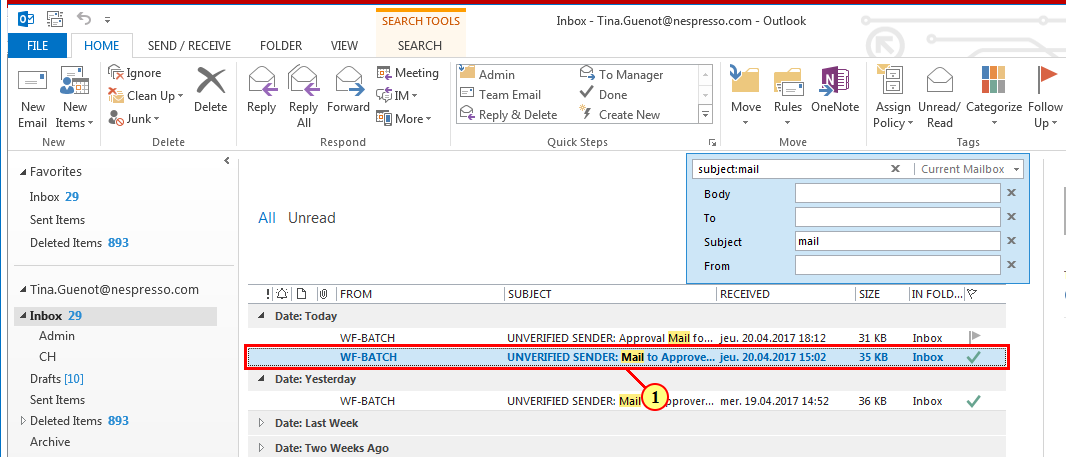 SEARCH TOOLS
Inbox - Tina.Guenot@nespresso.com - Outlook
FILE HOME SEND / RECEIVE FOLDER VIEW SEARCH
New Email
New Items
Ignore
Clean Up
Junk
Delete
Reply
Reply All
Forward
Meeting
IM
More
Admin
Team Email
Reply & Delete
To Manager
Done
Create New
Move
Rules
OneNote
Assign Policy
Unread/ Read
Categorize
Follow Up
New Delete Respond Quick Steps Move Tags
Favorites
Inbox 29
Sent Items
Deleted Items 893
Tina.Guenot@nespresso.com
Inbox 29
Admin
CH
Drafts [10]
Sent Items
Deleted Items 893
Archive
All Unread
subject:mail Current Mailbox
Body
To
Subject mail
From
! FROM SUBJECT RECEIVED SIZE IN FOLD...
Date: Today
WF-BATCH UNVERIFIED SENDER: Approval Mail fo... jeu. 20.04.2017 18:12 31 KB Inbox
WF-BATCH UNVERIFIED SENDER: Mail to Approve... jeu. 20.04.2017 15:02 35 KB Inbox
Date: Yesterday
1
WF-BATCH UNVERIFIED SENDER: Approver... mer. 19.04.2017 14:52 36 KB Inbox
Date: Last Week
Date: Two Weeks Ago